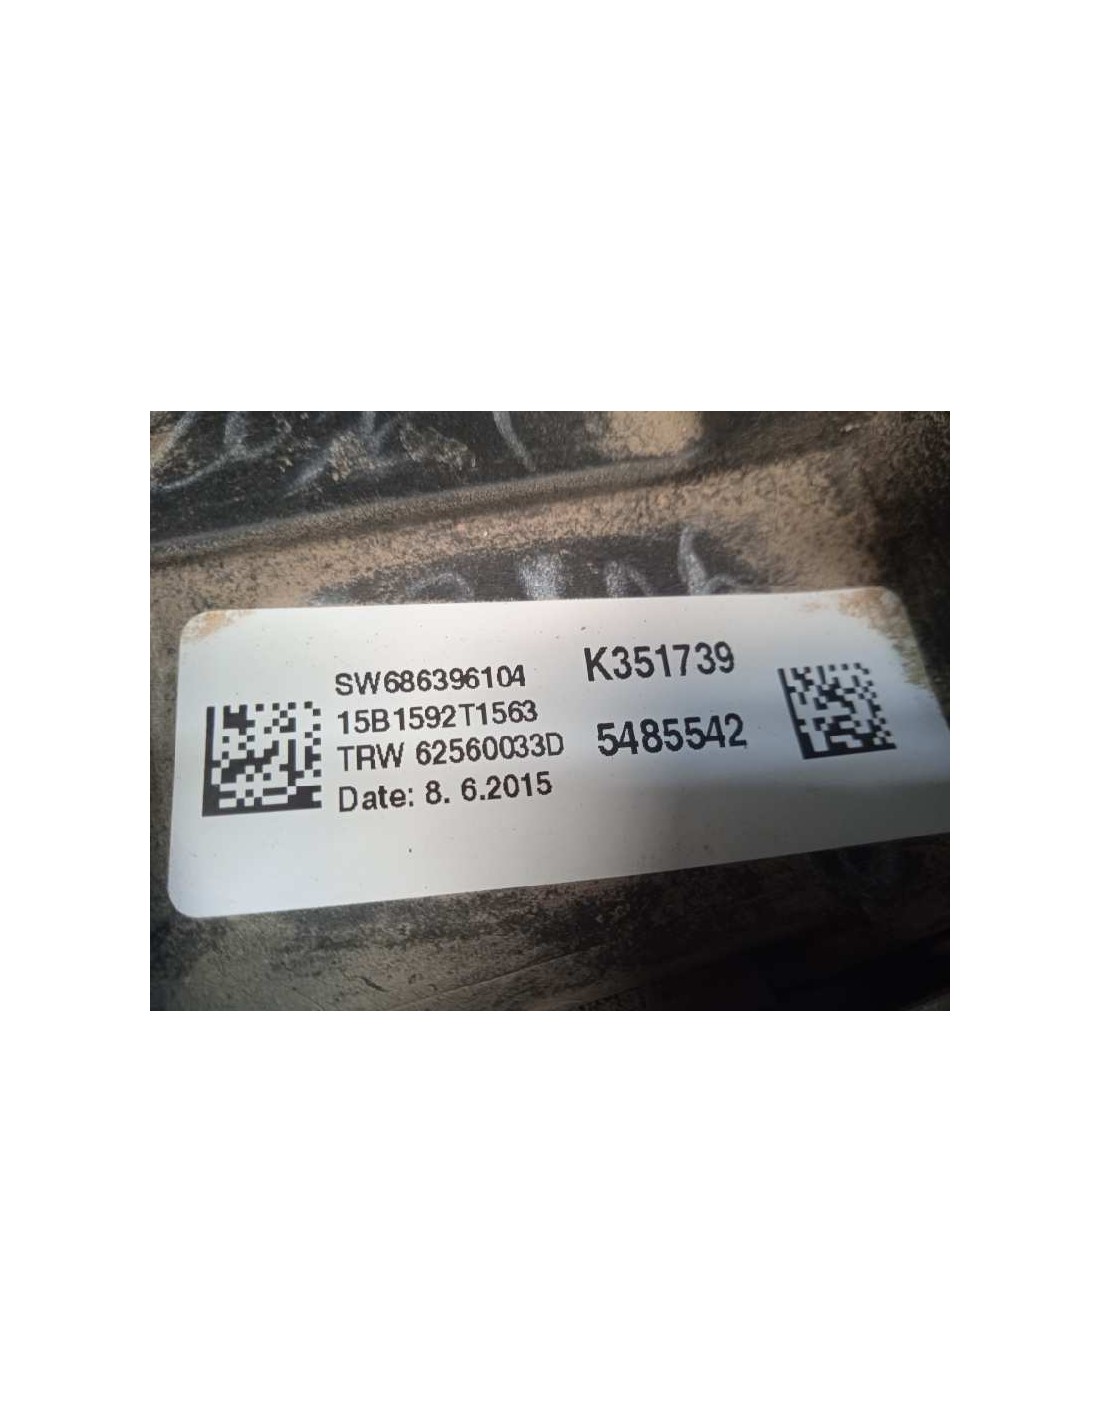 SW686396104
15B1592T1563
TRW 62560033D
Date: 8. 6.2015
K351739
5485542